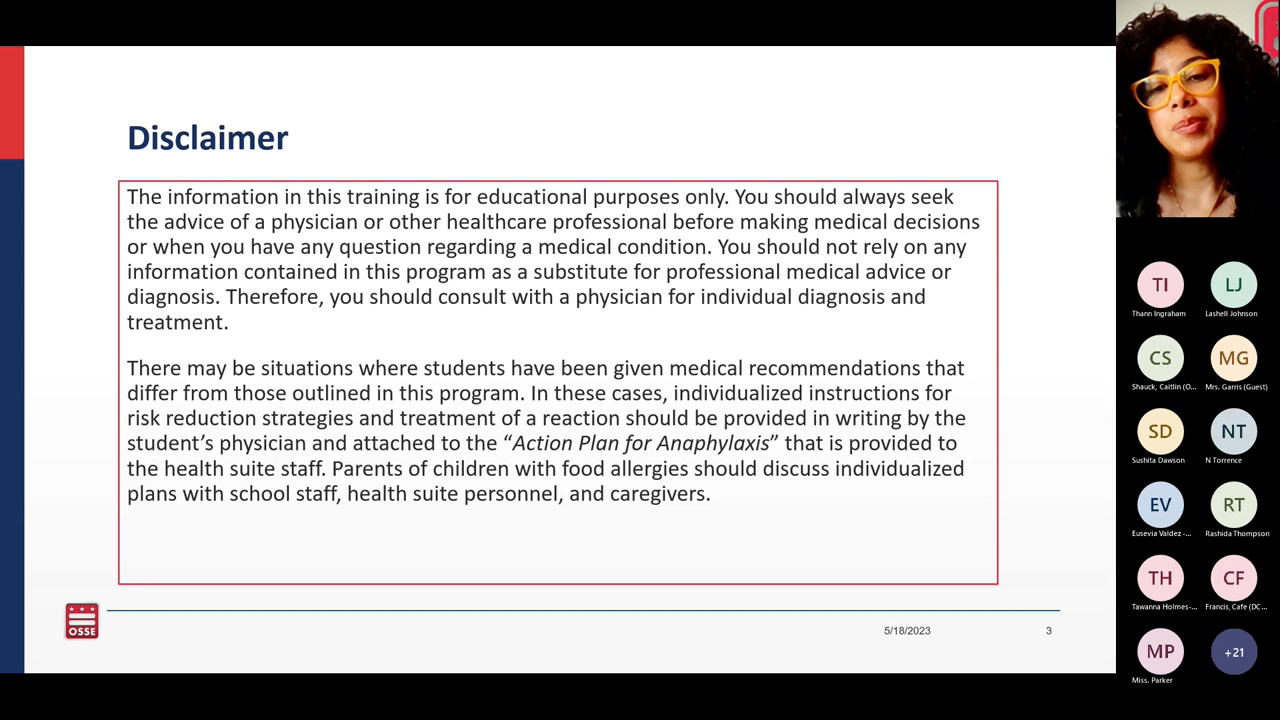 Disclaimer
The information in this training is for educational purposes only. You should always seek
the advice of a physician or other healthcare professional before making medical decisions
or when you have any question regarding a medical condition. You should not rely on any
information contained in this program as a substitute for professional medical advice or
diagnosis. Therefore, you should consult with a physician for individual diagnosis and
treatment.
There may be situations where students have been given medical recommendations that
differ from those outlined in this program. In these cases, individualized instructions for
risk reduction strategies and treatment of a reaction should be provided in writing by the
student’s physician and attached to the “Action Plan for Anaphylaxis” that is provided to
the health suite staff. Parents of children with food allergies should discuss individualized
plans with school staff, health suite personnel, and caregivers.
OSSE
5/18/2023
3
TI
LJ
Thann Ingraham
Lashell Johnson
CS
MG
Shauck, Caitlin (O...
Mrs. Garris (Guest)
SD
NT
Sushita Dawson
N Torrence
EV
RT
Eusevia Valdez -...
Rashida Thompson
TH
CF
Tawanna Holmes-...
Francis, Cafe (DC ...
MP
+21
Miss. Parker